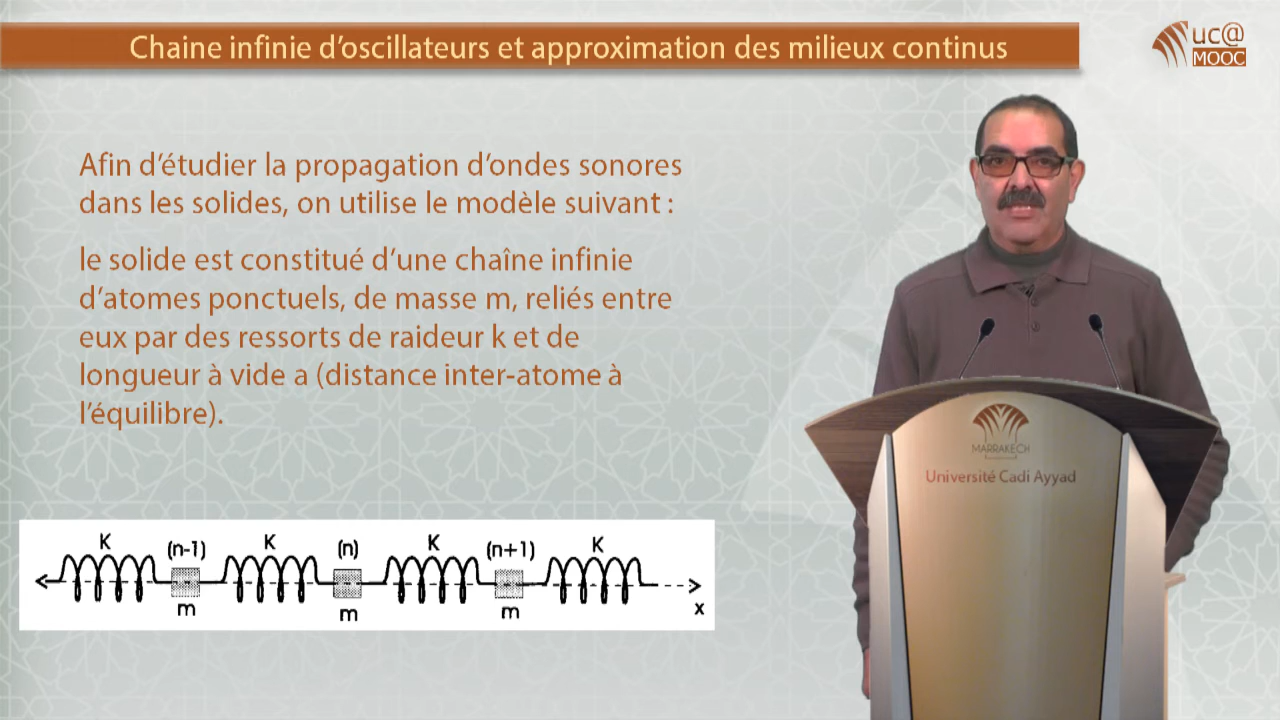 Chaine infinie d'oscillateurs et approximation des milieux continus
uc@
MOOC
Afin d'étudier la propagation d'ondes sonores
dans les solides, on utilise le modèle suivant :
le solide est constitué d'une chaîne infinie
d'atomes ponctuels, de masse m, reliés entre
eux par des ressorts de raideur k et de
longueur à vide a (distance inter-atome à
l'équilibre).
MARRAKECH
Université Cadi Ayyad
K (n-1) K (n) K (n+1) K
m m m x